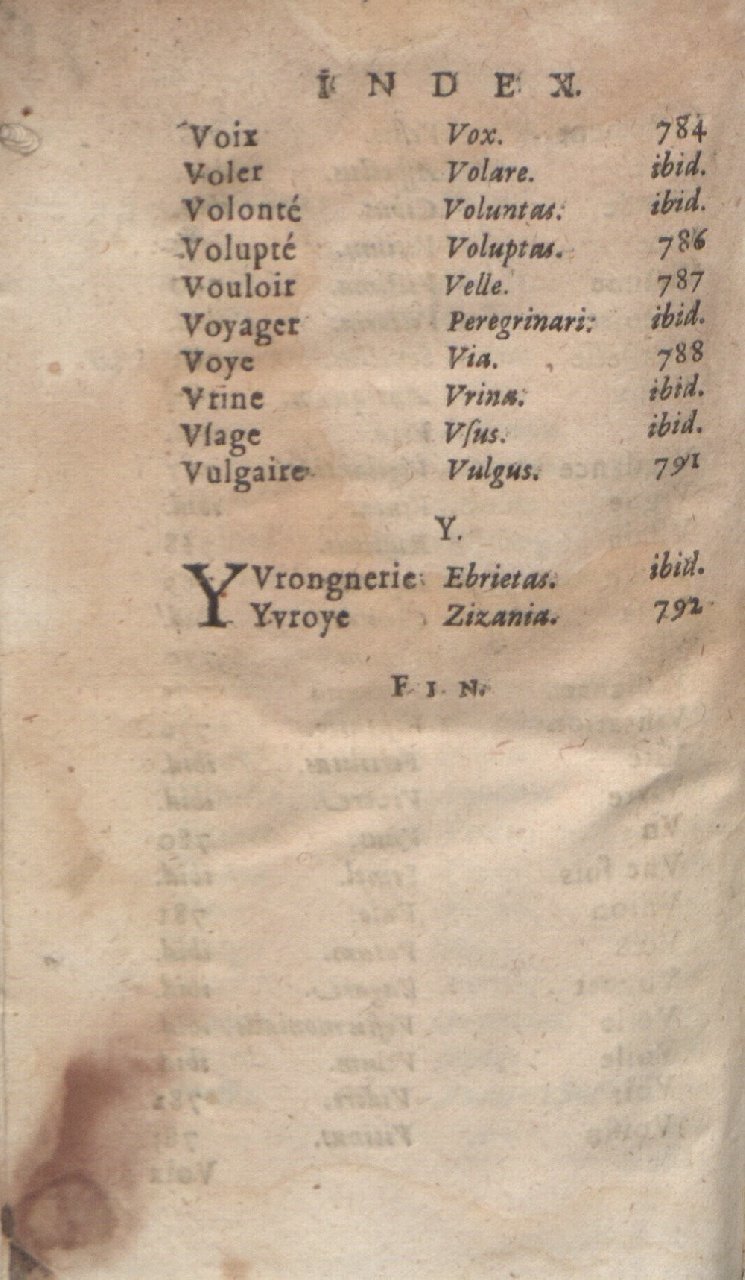 INDEX.
Voix Vox. 784
Voler Volare. ibid.
Volonté Voluntas. ibid.
Volupté Voluptas. 786
Vouloir Velle. 787
Voyager Peregrinari. ibid.
Voye Via. 788
Vrine Vrina. ibid.
Vſage Vſus. ibid.
Vulgaire Vulgus. 791
Y.
YVrongnerie Ebrietas. ibid.
Yvroye Zizania. 792
FIN.